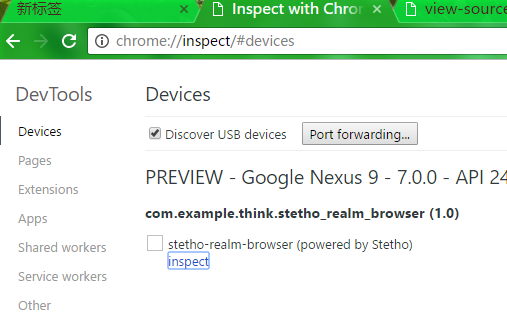 新标签
Inspect with Chron
view-source
chrome://inspect/#devices
DevTools
Devices
Pages
Extensions
Apps
Shared workers
Service workers
Other
Devices
Discover USB devices
Port forwarding...
PREVIEW - Google Nexus 9 - 7.0.0 - API 24
com.example.think.stetho_realm_browser (1.0)
stetho-realm-browser (powered by Stetho)
inspect